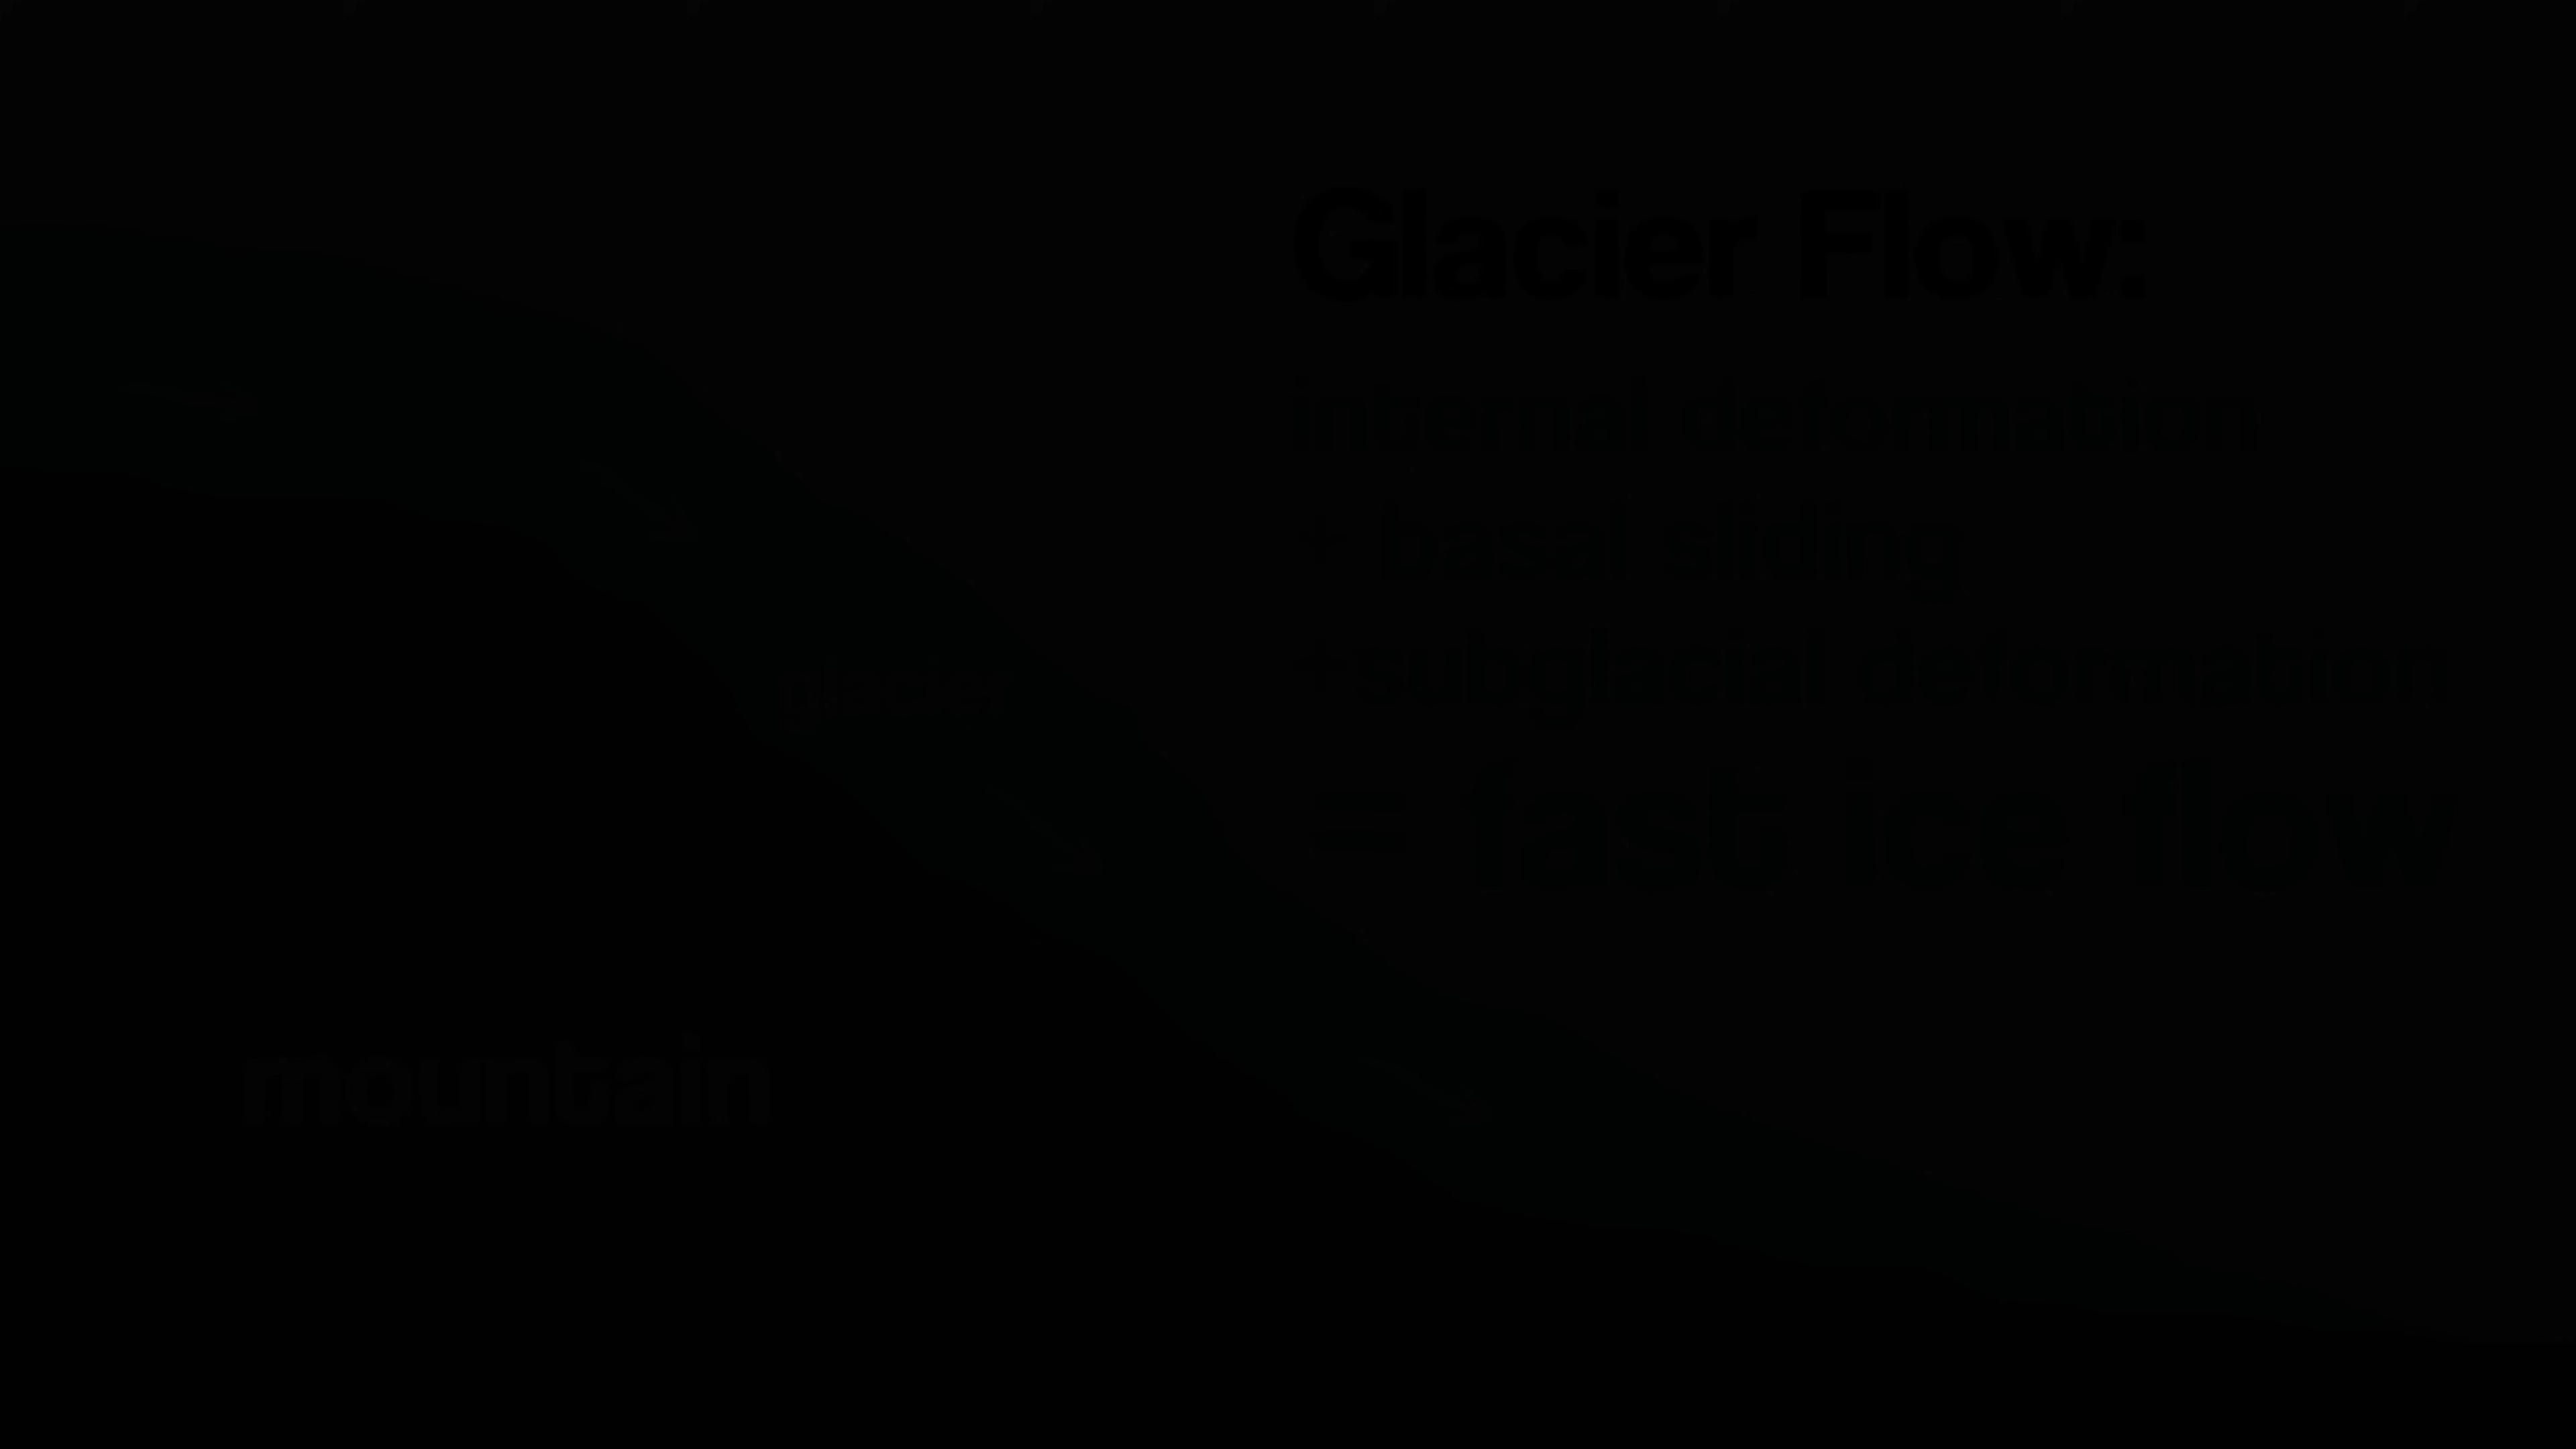 Glacier Flow:
internal deformation
+ basal sliding
+subglacial deformation
= fast ice flow
glacier
mountain